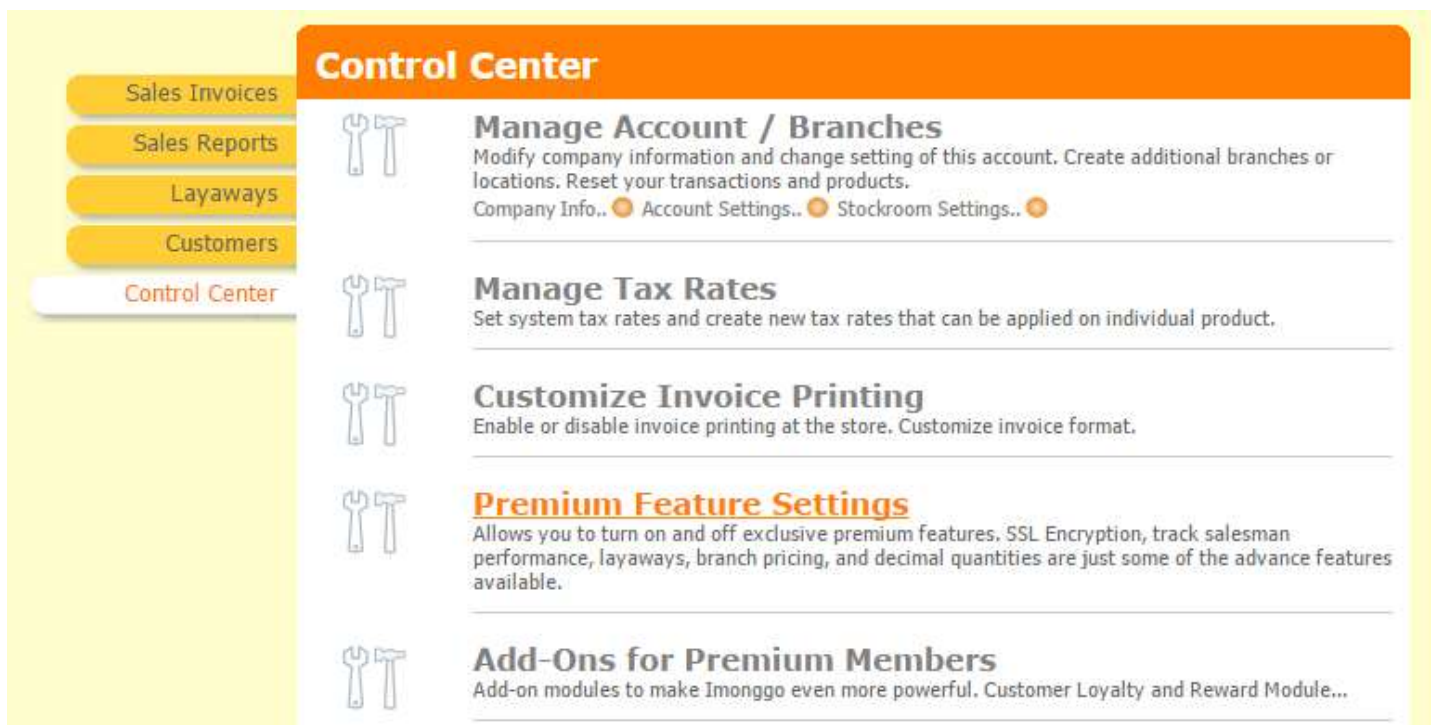 Control Center
Sales Invoices
Sales Reports
Layaways
Customers
Control Center
Manage Account / Branches
Modify company information and change setting of this account. Create additional branches or
locations. Reset your transactions and products.
Company Info.. Account Settings.. Stockroom Settings..
Manage Tax Rates
Set system tax rates and create new tax rates that can be applied on individual product.
Customize Invoice Printing
Enable or disable invoice printing at the store. Customize invoice format.
Premium Feature Settings
Allows you to turn on and off exclusive premium features. SSL Encryption, track salesman
performance, layaways, branch pricing, and decimal quantities are just some of the advance features
available.
Add-Ons for Premium Members
Add-on modules to make Imonggo even more powerful. Customer Loyalty and Reward Module...